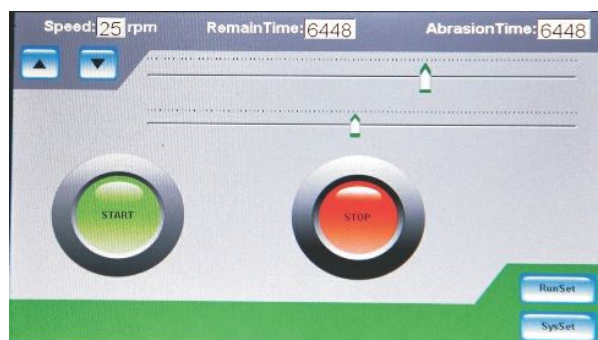 Speed: 25 rpm RemainTime: 6448 AbrasionTime: 6448
START STOP
RunSet
SysSet